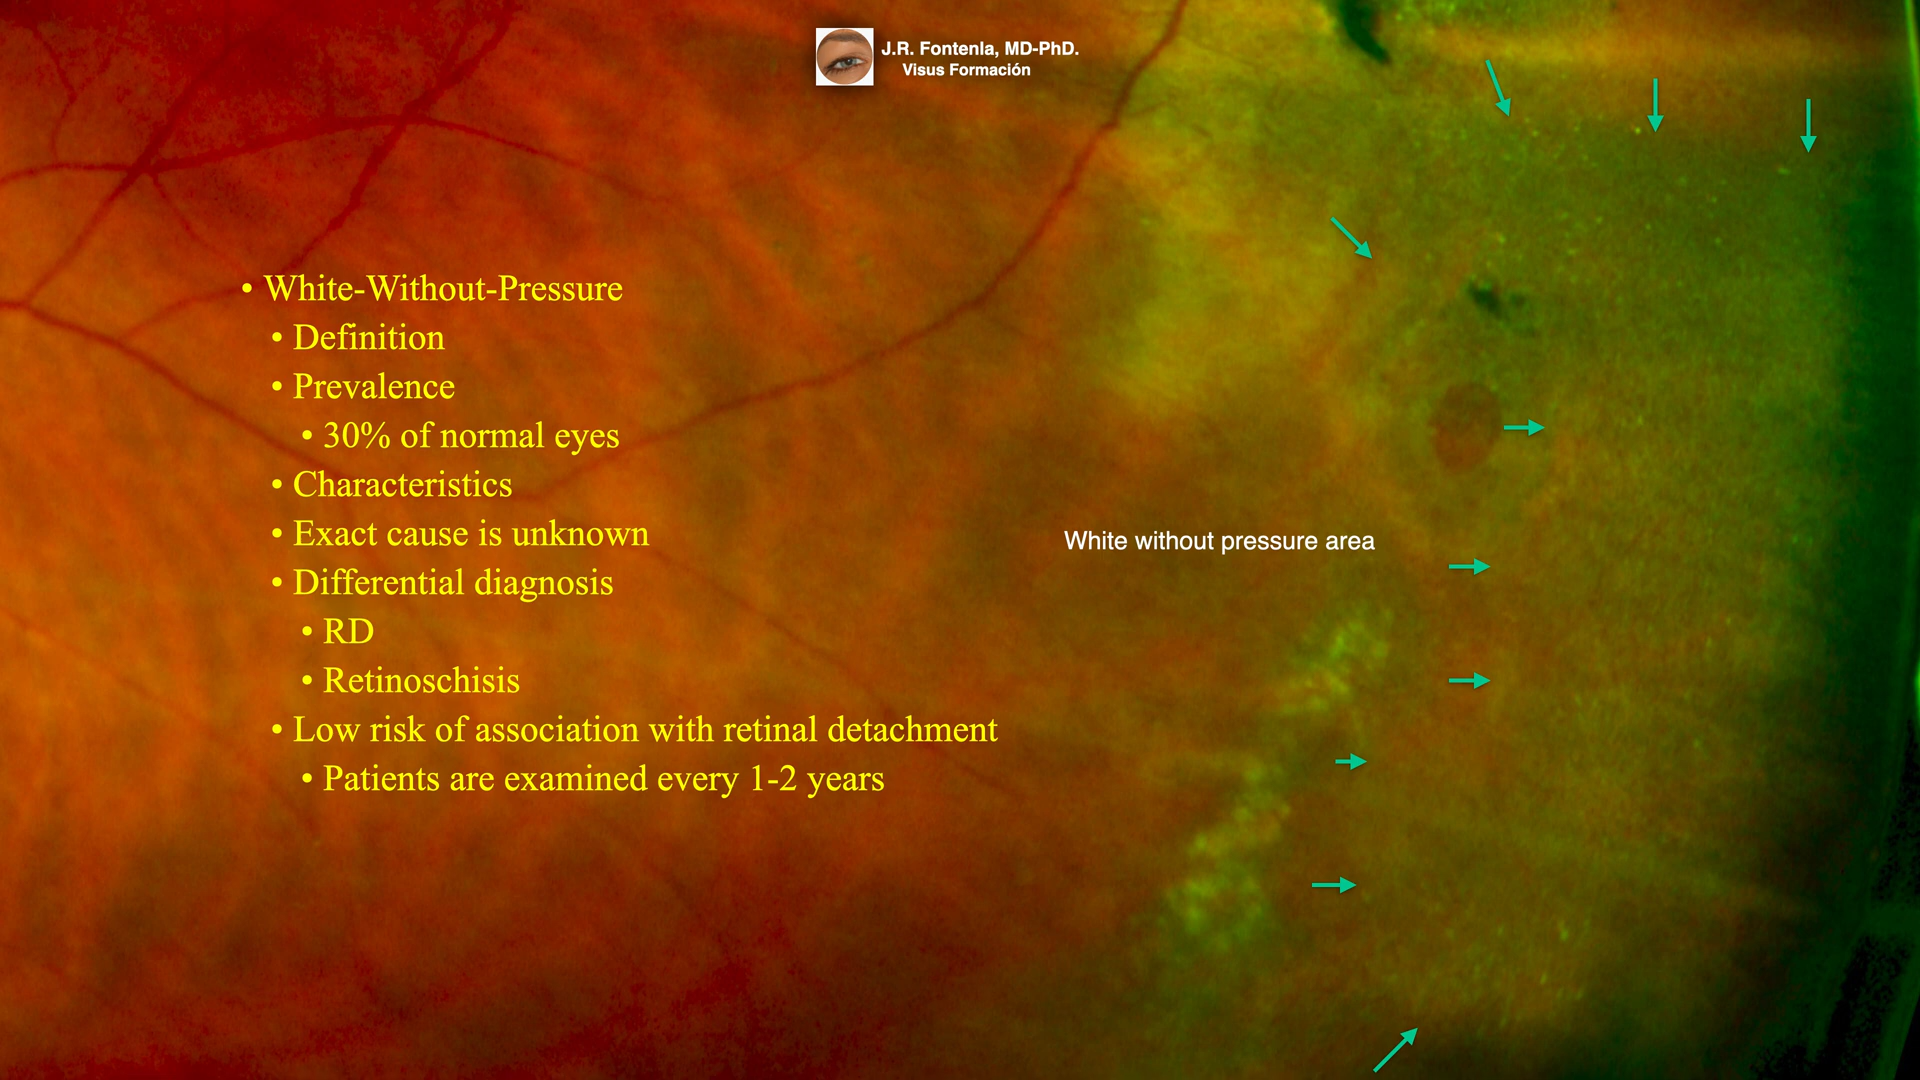 J.R. Fontenla, MD-PhD.
Visus Formación
• White-Without-Pressure
• Definition
• Prevalence
• 30% of normal eyes
• Characteristics
• Exact cause is unknown
• Differential diagnosis
• RD
• Retinoschisis
• Low risk of association with retinal detachment
• Patients are examined every 1-2 years
White without pressure area